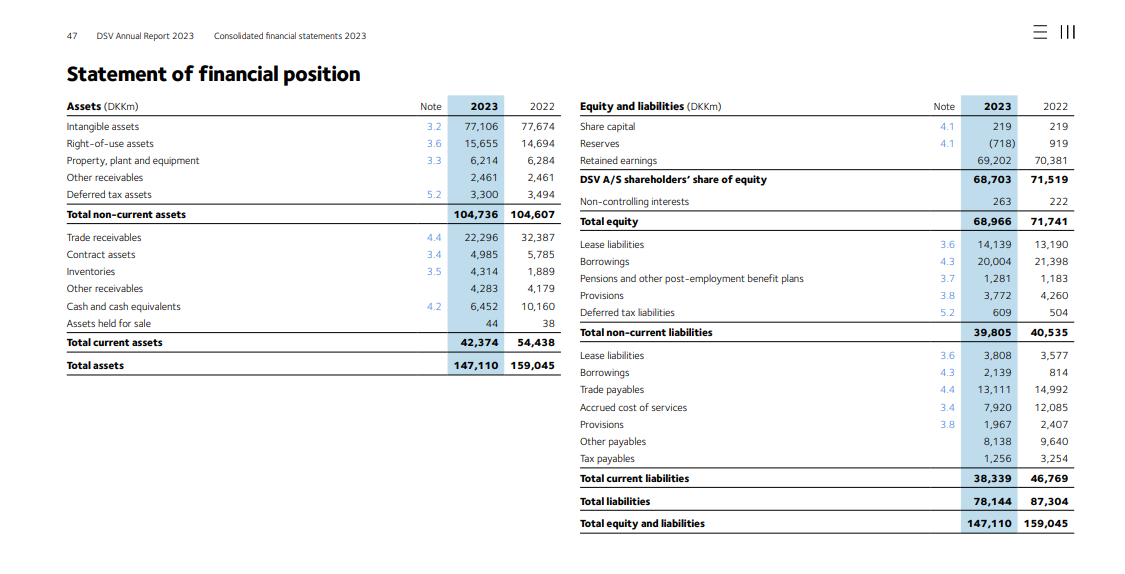 47 DSV Annual Report 2023 Consolidated financial statements 2023
Statement of financial position
Assets (DKKm) Note 2023 2022
Intangible assets 3.2 77,106 77,674
Right-of-use assets 3.6 15,655 14,694
Property, plant and equipment 3.3 6,214 6,284
Other receivables 2,461 2,461
Deferred tax assets 5.2 3,300 3,494
Total non-current assets 104,736 104,607
Trade receivables 4.4 22,296 32,387
Contract assets 3.4 4,985 5,785
Inventories 3.5 4,314 1,889
Other receivables 4,283 4,179
Cash and cash equivalents 4.2 6,452 10,160
Assets held for sale 44 38
Total current assets 42,374 54,438
Total assets 147,110 159,045
Equity and liabilities (DKKm) Note 2023 2022
Share capital 4.1 219 219
Reserves 4.1 (718) 919
Retained earnings 69,202 70,381
DSV A/S shareholders' share of equity 68,703 71,519
Non-controlling interests 263 222
Total equity 68,966 71,741
Lease liabilities 3.6 14,139 13,190
Borrowings 4.3 20,004 21,398
Pensions and other post-employment benefit plans 3.7 1,281 1,183
Provisions 3.8 3,772 4,260
Deferred tax liabilities 5.2 609 504
Total non-current liabilities 39,805 40,535
Lease liabilities 3.6 3,808 3,577
Borrowings 4.3 2,139 814
Trade payables 4.4 13,111 14,992
Accrued cost of services 3.4 7,920 12,085
Provisions 3.8 1,967 2,407
Other payables 8,138 9,640
Tax payables 1,256 3,254
Total current liabilities 38,339 46,769
Total liabilities 78,144 87,304
Total equity and liabilities 147,110 159,045